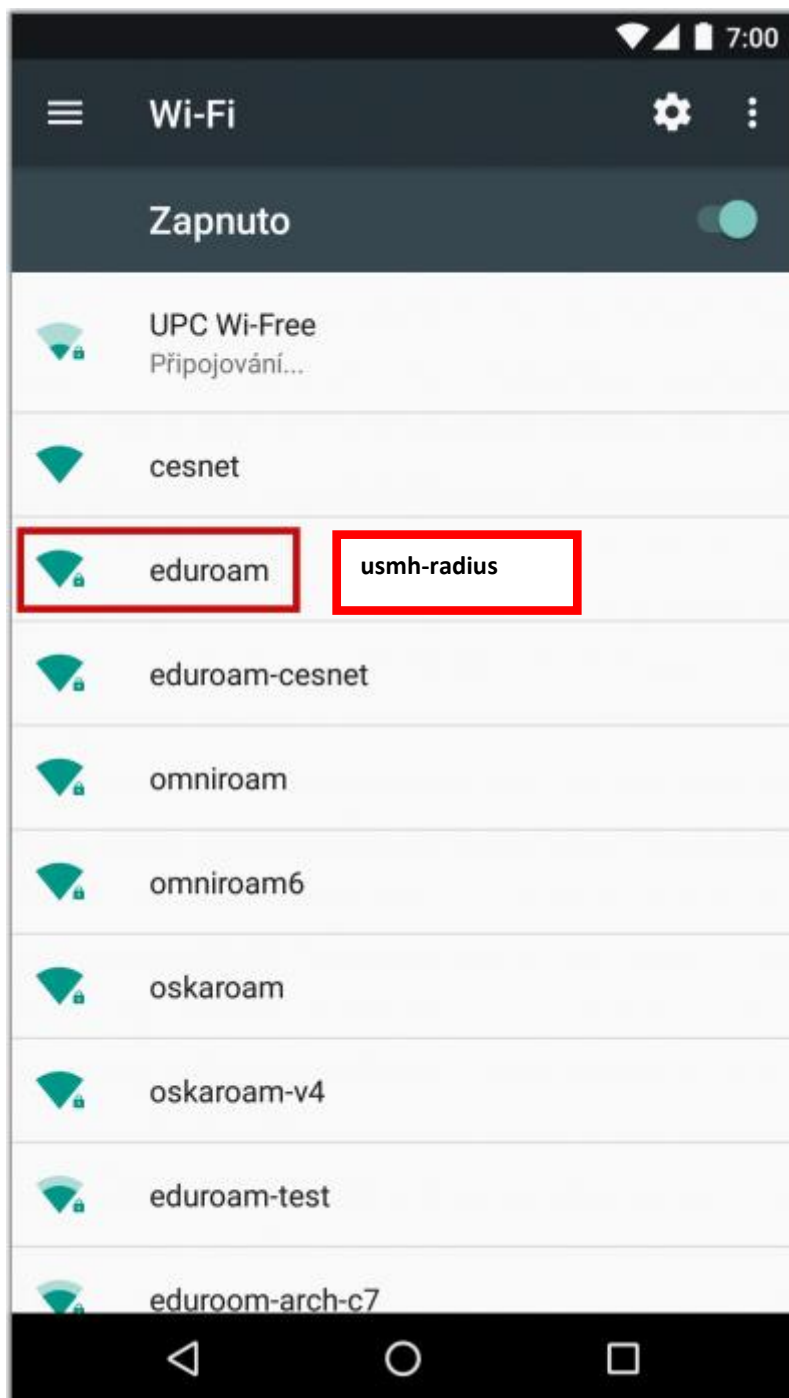 7:00
Wi-Fi
Zapnuto
UPC Wi-Free
Připojování...
cesnet
eduroam
usmh-radius
eduroam-cesnet
omniroam
omniroam6
oskaroam
oskaroam-v4
eduroam-test
eduroom-arch-c7